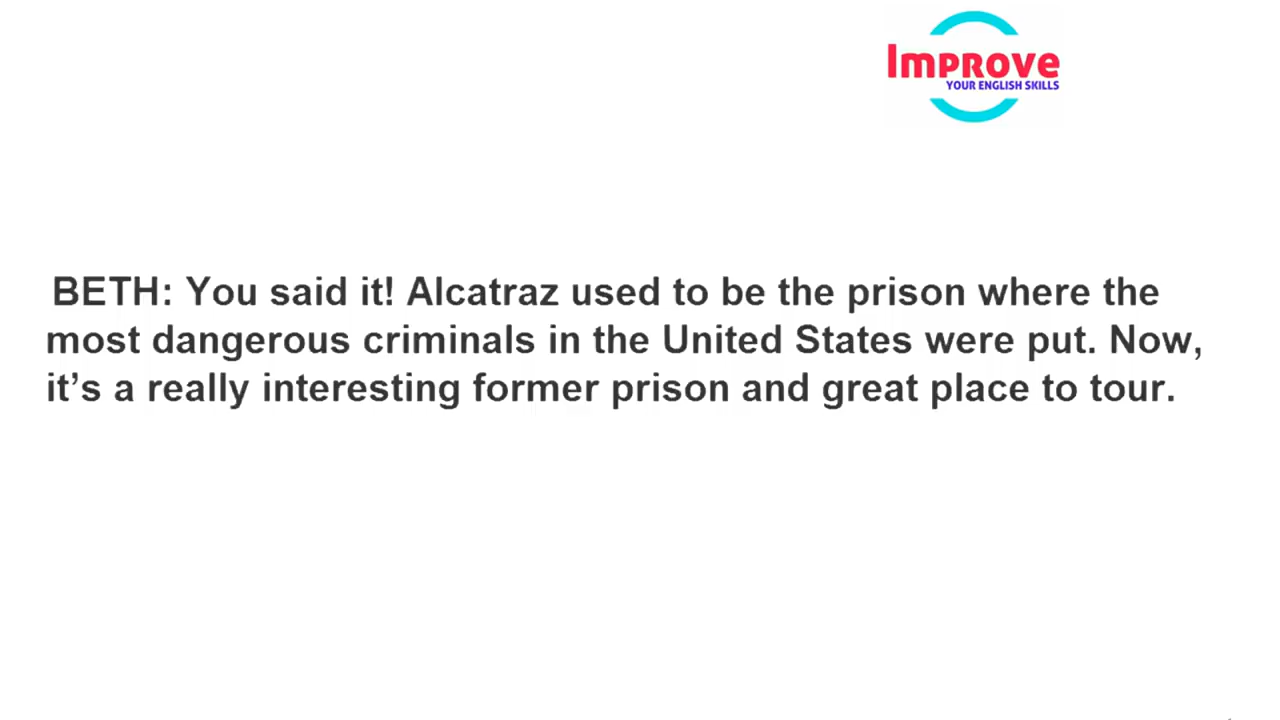 Improve
YOUR ENGLISH SKILLS
BETH: You said it! Alcatraz used to be the prison where the
most dangerous criminals in the United States were put. Now,
it’s a really interesting former prison and great place to tour.